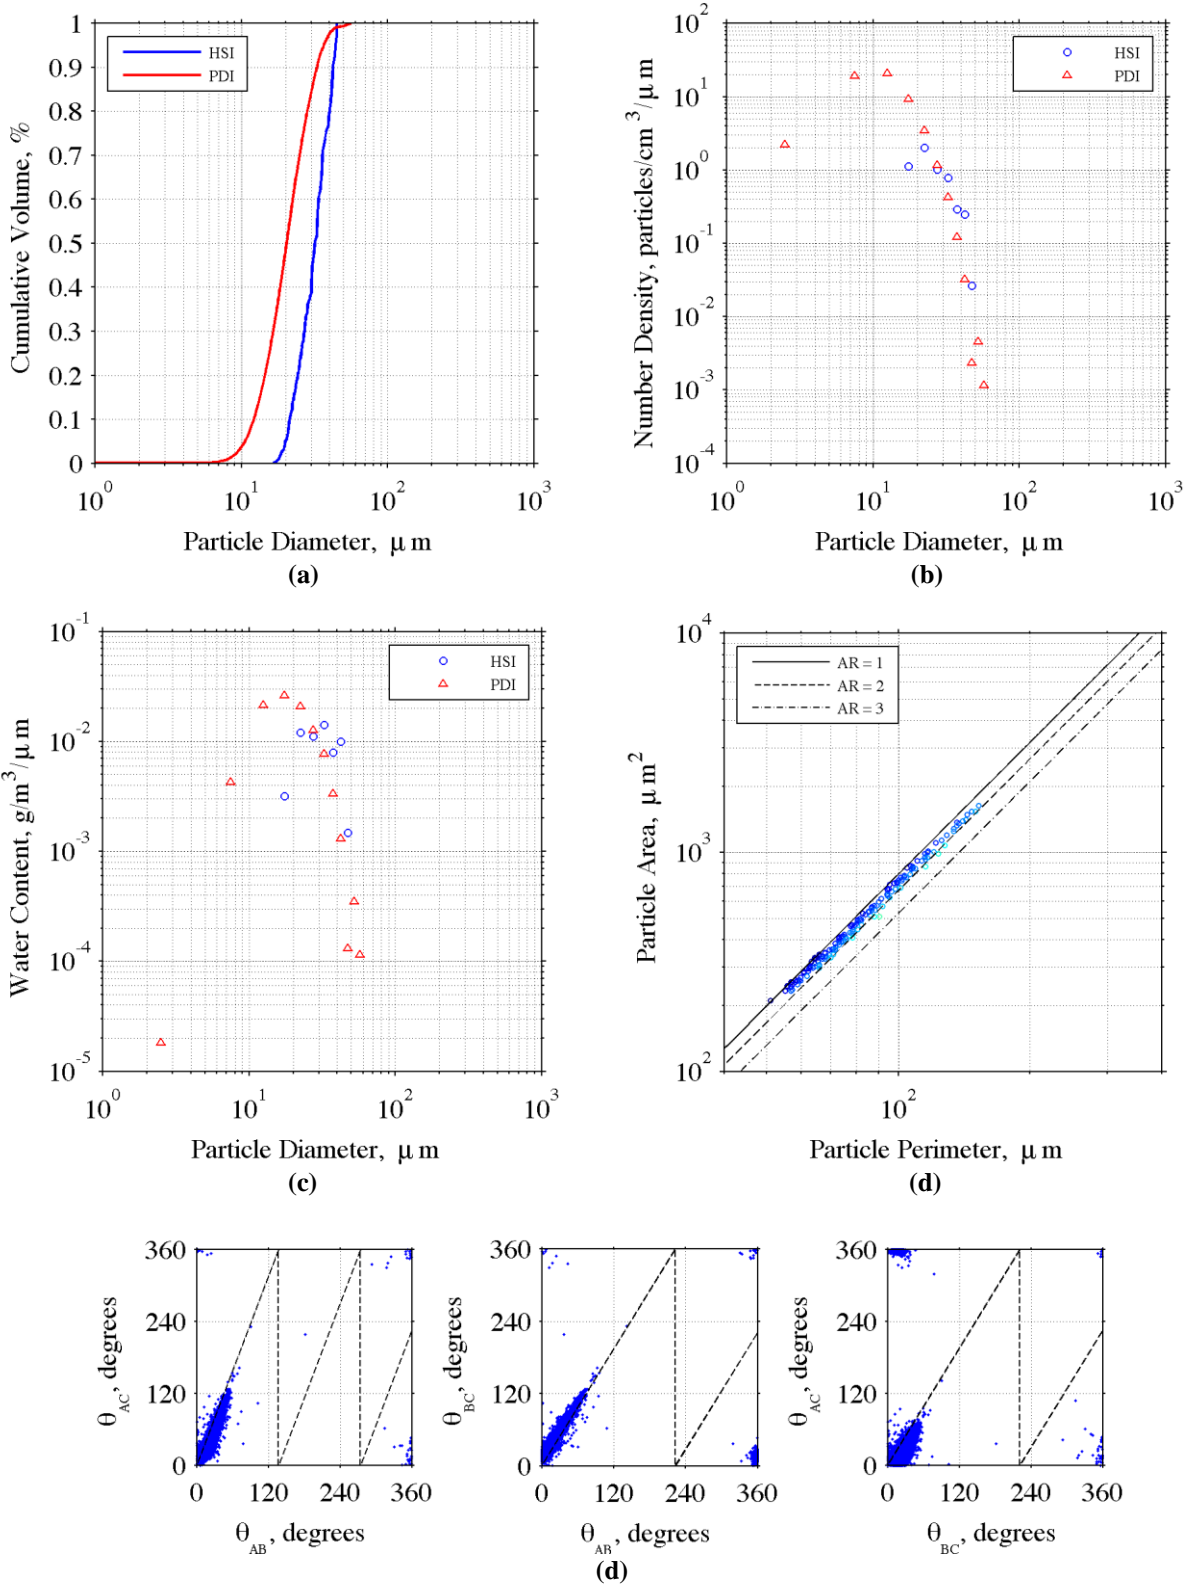 HSI
PDI
1
0.9
0.8
0.7
0.6
0.5
0.4
0.3
0.2
0.1
0
10^0
10^1
10^2
10^3
Cumulative Volume, %
Particle Diameter, μ m
(a)
HSI
PDI
10^2
10^1
10^0
10^-1
10^-2
10^-3
10^-4
10^0
10^1
10^2
10^3
Number Density, particles/cm^3/μ m
Particle Diameter, μ m
(b)
HSI
PDI
10^-1
10^-2
10^-3
10^-4
10^-5
10^0
10^1
10^2
10^3
Water Content, g/m^3/μ m
Particle Diameter, μ m
(c)
AR = 1
AR = 2
AR = 3
10^4
10^3
10^2
10^2
Particle Area, μ m^2
Particle Perimeter, μ m
(d)
360
240
120
0
0 120 240 360
θ_AC, degrees
θ_AB, degrees
360
240
120
0
0 120 240 360
θ_BC, degrees
θ_AB, degrees
360
240
120
0
0 120 240 360
θ_AC, degrees
θ_BC, degrees
(d)